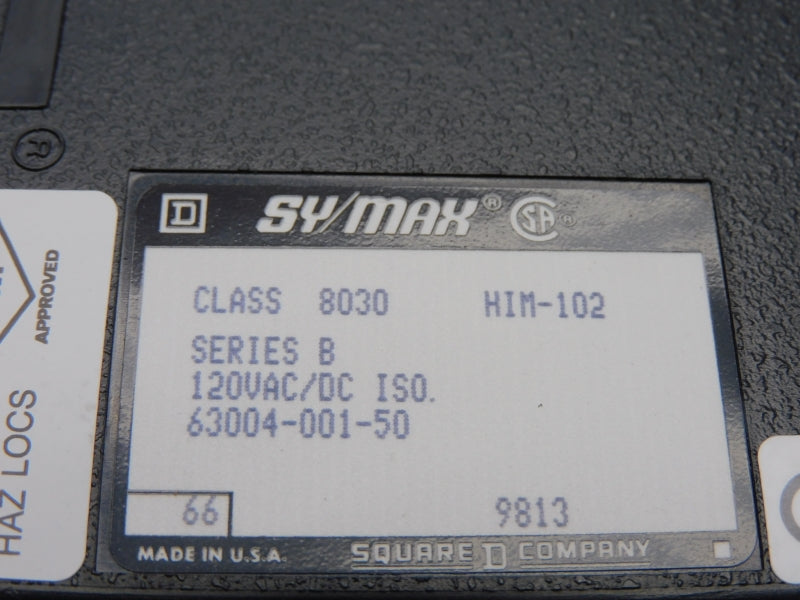 ®
APPROVED
HAZ LOCS
D SY/MAX® SA®
CLASS 8030 HIM-102
SERIES B
120VAC/DC ISO.
63004-001-50
66 9813
MADE IN U.S.A. SQUARE D COMPANY